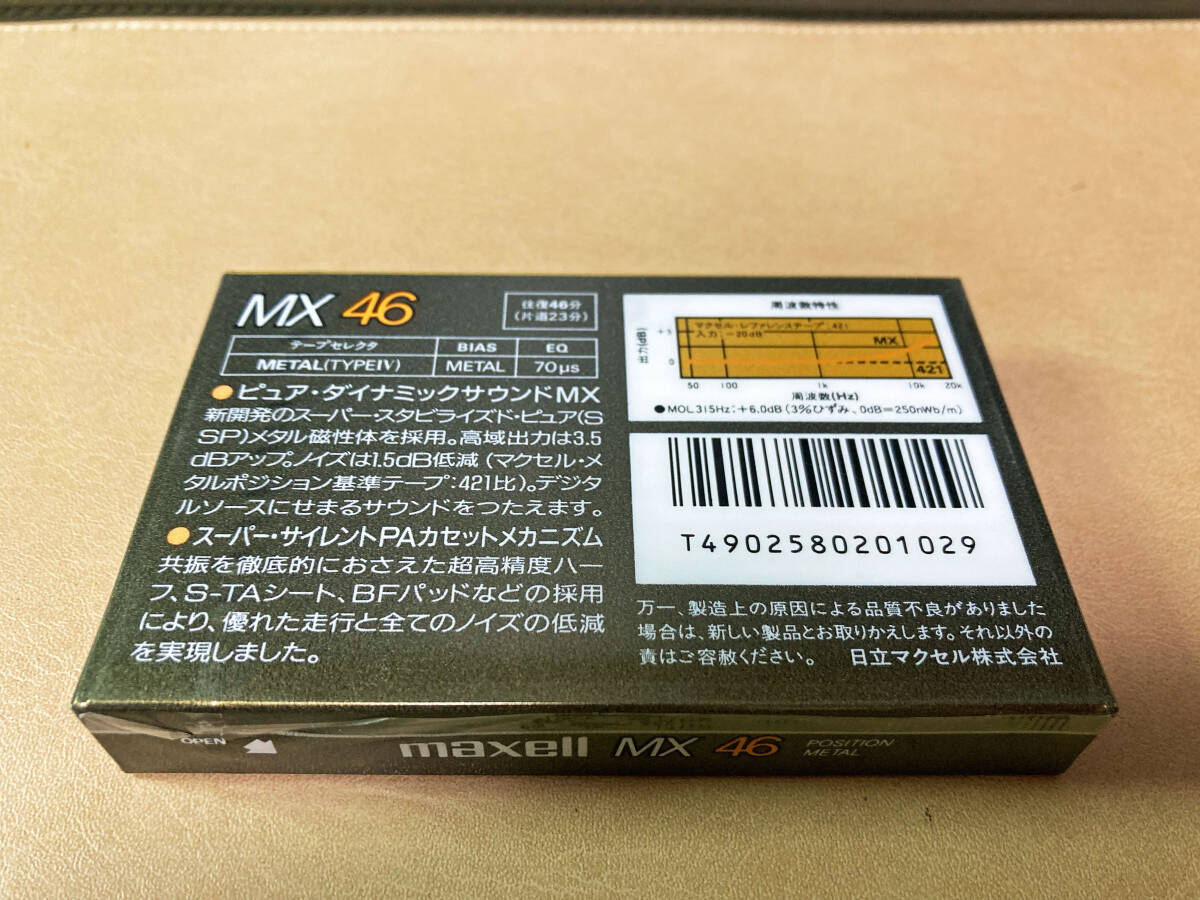 MX 46
往復46分
(片道23分)
テープセレクタ BIAS EQ
METAL(TYPEIV) METAL 70μs
●ピュア・ダイナミックサウンドMX
新開発のスーパー・スタビライズド・ピュア(S
SP)メタル磁性体を採用。高域出力は3.5
dBアップ。ノイズは1.5dB低減(マクセル・メ
タルポジション基準テープ:421比)。デジタ
ルソースにせまるサウンドをつたえます。
●スーパー・サイレントPAカセットメカニズム
共振を徹底的におさえた超高精度ハー
フ、S-TAシート、BFパッドなどの採用
により、優れた走行と全てのノイズの低減
を実現しました。
周波数特性
出力(dB)
+5
0
マクセル・レファレンステープ:421
入力:-20dB
MX
421
50 100 1k 10k 20k
周波数(Hz)
●MOL315Hz:+6.0dB(3%ひずみ、0dB=250nWb/m)
T4902580201029
万一、製造上の原因による品質不良がありました
場合は、新しい製品とお取りかえします。それ以外の
責はご容赦ください。 日立マクセル株式会社
OPEN
maxell MX 46 POSITION
METAL